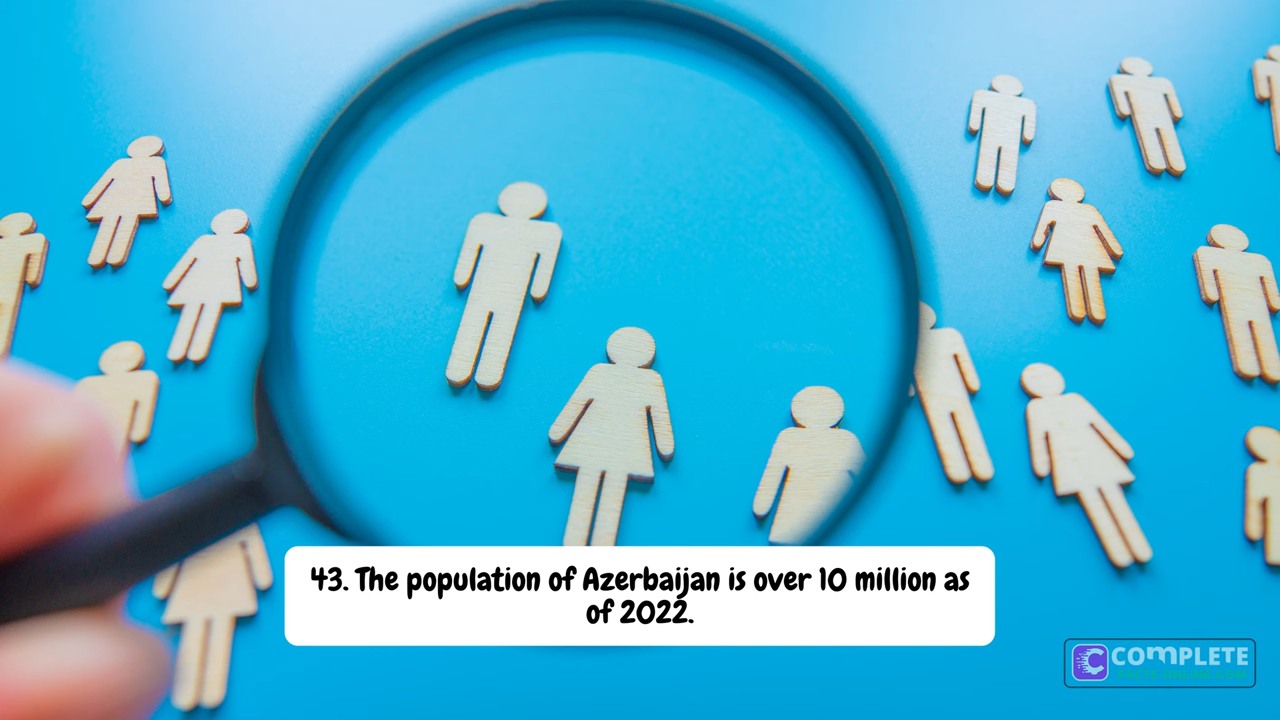 43. The population of Azerbaijan is over 10 million as
of 2022.
COMPLETE